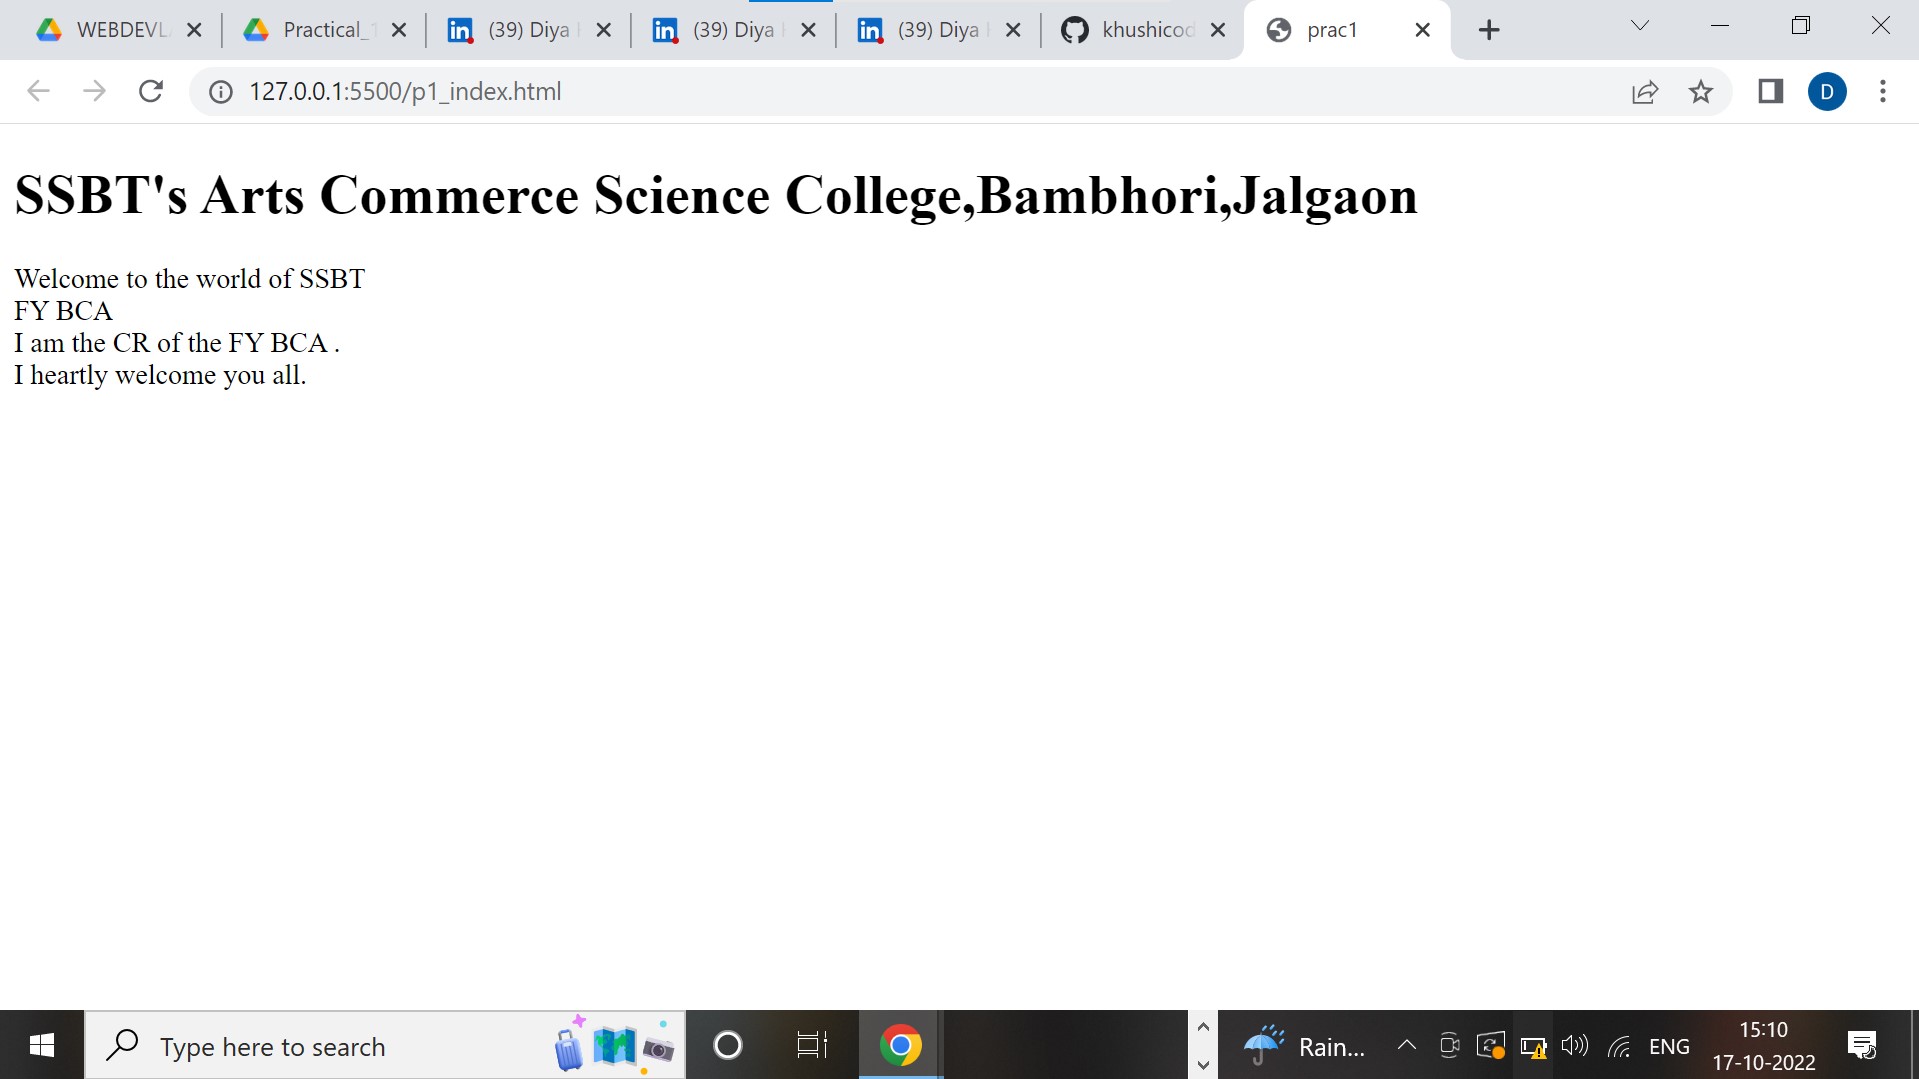 WEBDEVL
Practical_1
(39) Diya
(39) Diya
(39) Diya
khushicod
prac1
127.0.0.1:5500/p1_index.html
D
SSBT's Arts Commerce Science College,Bambhori,Jalgaon
Welcome to the world of SSBT
FY BCA
I am the CR of the FY BCA .
I heartly welcome you all.
Type here to search
Rain...
ENG
15:10
17-10-2022